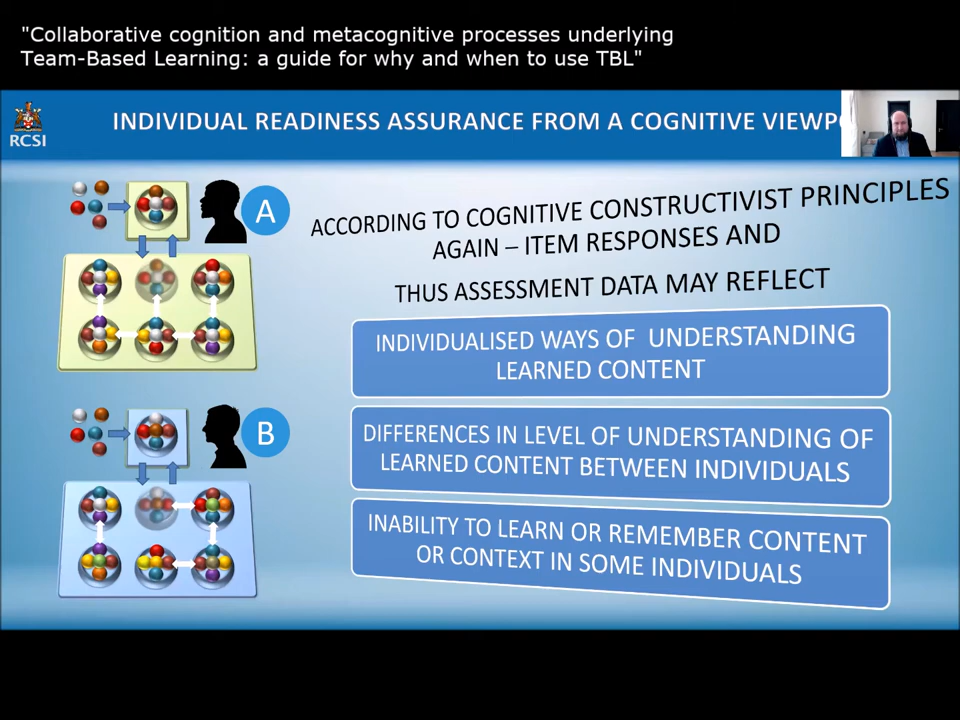 "Collaborative cognition and metacognitive processes underlying
Team-Based Learning: a guide for why and when to use TBL"
RCSI
INDIVIDUAL READINESS ASSURANCE FROM A COGNITIVE VIEWPO
A
ACCORDING TO COGNITIVE CONSTRUCTIVIST PRINCIPLES
AGAIN – ITEM RESPONSES AND
THUS ASSESSMENT DATA MAY REFLECT
INDIVIDUALISED WAYS OF UNDERSTANDING
LEARNED CONTENT
B
DIFFERENCES IN LEVEL OF UNDERSTANDING OF
LEARNED CONTENT BETWEEN INDIVIDUALS
INABILITY TO LEARN OR REMEMBER CONTENT
OR CONTEXT IN SOME INDIVIDUALS